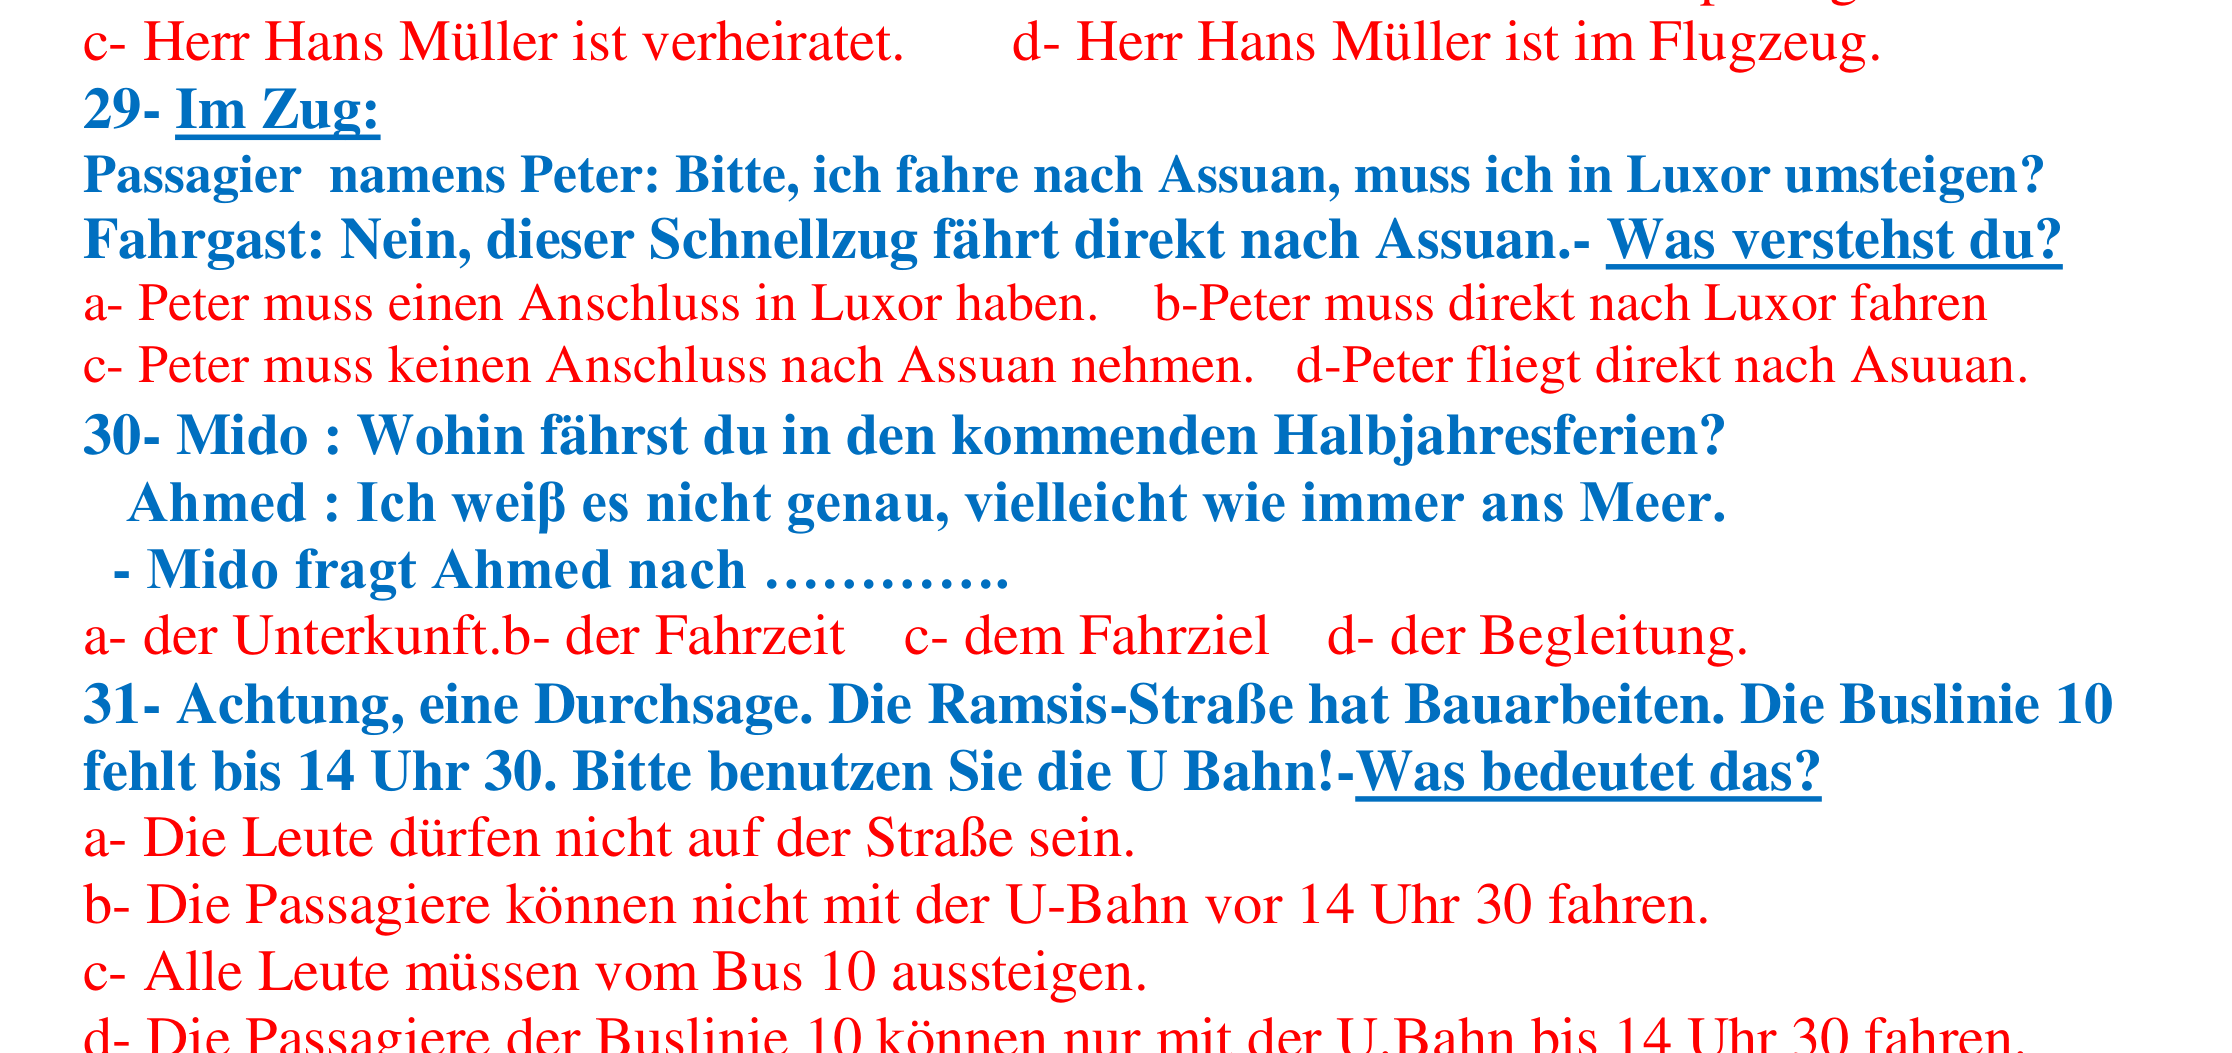 c- Herr Hans Müller ist verheiratet. d- Herr Hans Müller ist im Flugzeug.
29- Im Zug:
Passagier namens Peter: Bitte, ich fahre nach Assuan, muss ich in Luxor umsteigen?
Fahrgast: Nein, dieser Schnellzug fährt direkt nach Assuan.- Was verstehst du?
a- Peter muss einen Anschluss in Luxor haben. b-Peter muss direkt nach Luxor fahren
c- Peter muss keinen Anschluss nach Assuan nehmen. d-Peter fliegt direkt nach Asuuan.
30- Mido : Wohin fährst du in den kommenden Halbjahresferien?
Ahmed : Ich weiβ es nicht genau, vielleicht wie immer ans Meer.
- Mido fragt Ahmed nach ………….
a- der Unterkunft.b- der Fahrzeit c- dem Fahrziel d- der Begleitung.
31- Achtung, eine Durchsage. Die Ramsis-Straße hat Bauarbeiten. Die Buslinie 10
fehlt bis 14 Uhr 30. Bitte benutzen Sie die U Bahn!-Was bedeutet das?
a- Die Leute dürfen nicht auf der Straße sein.
b- Die Passagiere können nicht mit der U-Bahn vor 14 Uhr 30 fahren.
c- Alle Leute müssen vom Bus 10 aussteigen.
d- Die Passagiere der Buslinie 10 können nur mit der U.Bahn bis 14 Uhr 30 fahren.